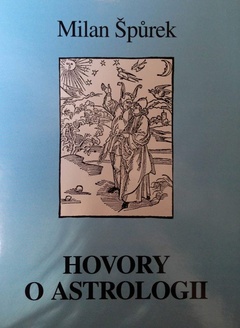 Milan Špůrek
HOVORY
O ASTROLOGII